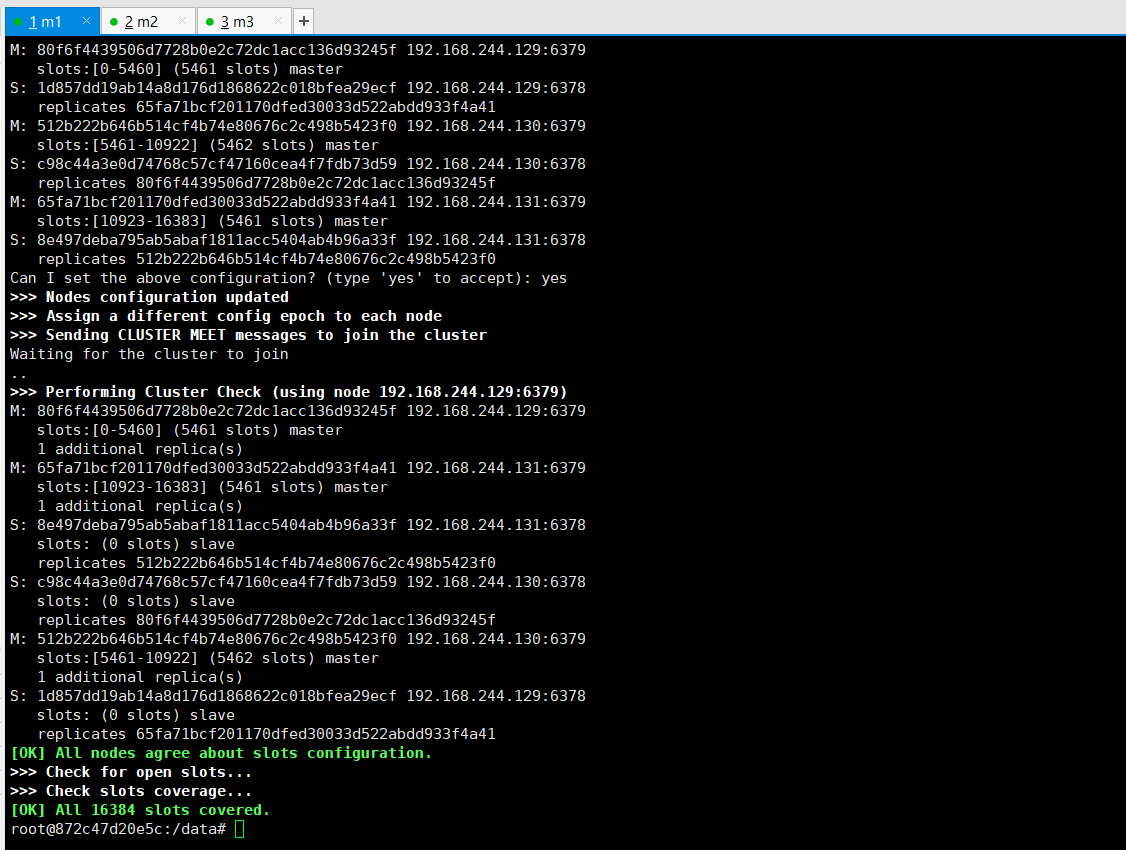 1 m1 × 2 m2 × 3 m3 × +
M: 80f6f4439506d7728b0e2c72dc1acc136d93245f 192.168.244.129:6379
slots:[0-5460] (5461 slots) master
S: 1d857dd19ab14a8d176d1868622c018bfea29ecf 192.168.244.129:6378
replicates 65fa71bcf201170dfed30033d522abdd933f4a41
M: 512b222b646b514cf4b74e80676c2c498b5423f0 192.168.244.130:6379
slots:[5461-10922] (5462 slots) master
S: c98c44a3e0d74768c57cf47160cea4f7fdb73d59 192.168.244.130:6378
replicates 80f6f4439506d7728b0e2c72dc1acc136d93245f
M: 65fa71bcf201170dfed30033d522abdd933f4a41 192.168.244.131:6379
slots:[10923-16383] (5461 slots) master
S: 8e497deba795ab5abaf1811acc5404ab4b96a33f 192.168.244.131:6378
replicates 512b222b646b514cf4b74e80676c2c498b5423f0
Can I set the above configuration? (type 'yes' to accept): yes
>>> Nodes configuration updated
>>> Assign a different config epoch to each node
>>> Sending CLUSTER MEET messages to join the cluster
Waiting for the cluster to join
..
>>> Performing Cluster Check (using node 192.168.244.129:6379)
M: 80f6f4439506d7728b0e2c72dc1acc136d93245f 192.168.244.129:6379
slots:[0-5460] (5461 slots) master
1 additional replica(s)
M: 65fa71bcf201170dfed30033d522abdd933f4a41 192.168.244.131:6379
slots:[10923-16383] (5461 slots) master
1 additional replica(s)
S: 8e497deba795ab5abaf1811acc5404ab4b96a33f 192.168.244.131:6378
slots: (0 slots) slave
replicates 512b222b646b514cf4b74e80676c2c498b5423f0
S: c98c44a3e0d74768c57cf47160cea4f7fdb73d59 192.168.244.130:6378
slots: (0 slots) slave
replicates 80f6f4439506d7728b0e2c72dc1acc136d93245f
M: 512b222b646b514cf4b74e80676c2c498b5423f0 192.168.244.130:6379
slots:[5461-10922] (5462 slots) master
1 additional replica(s)
S: 1d857dd19ab14a8d176d1868622c018bfea29ecf 192.168.244.129:6378
slots: (0 slots) slave
replicates 65fa71bcf201170dfed30033d522abdd933f4a41
[OK] All nodes agree about slots configuration.
>>> Check for open slots...
>>> Check slots coverage...
[OK] All 16384 slots covered.
root@872c47d20e5c:/data#